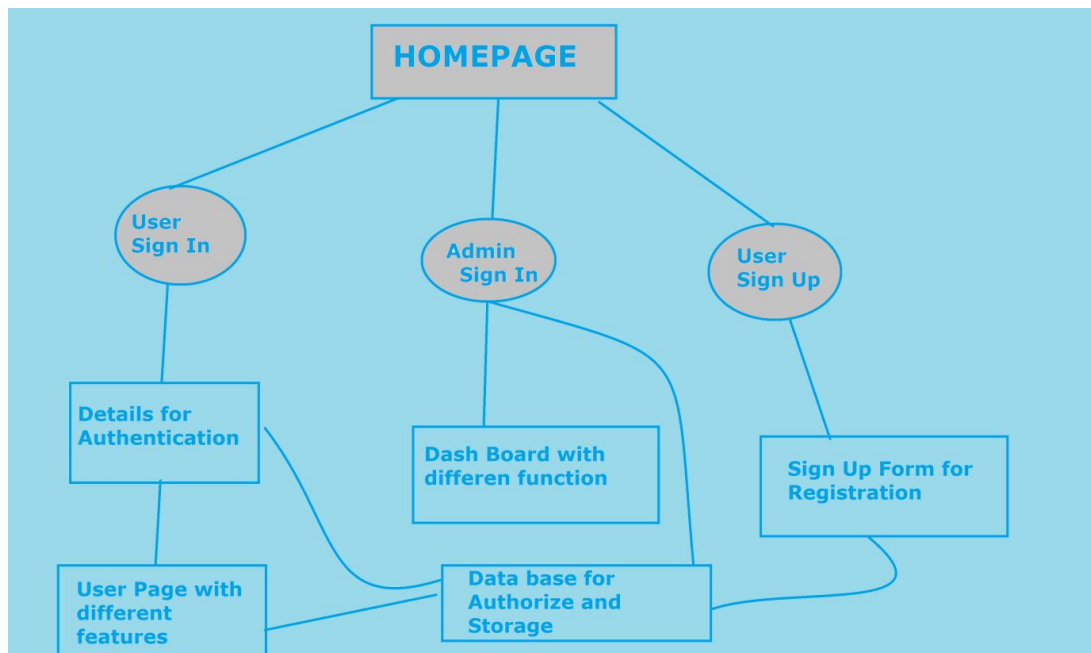 HOMEPAGE
User
Sign In
Admin
Sign In
User
Sign Up
Details for
Authentication
Dash Board with
differen function
Sign Up Form for
Registration
User Page with
different
features
Data base for
Authorize and
Storage